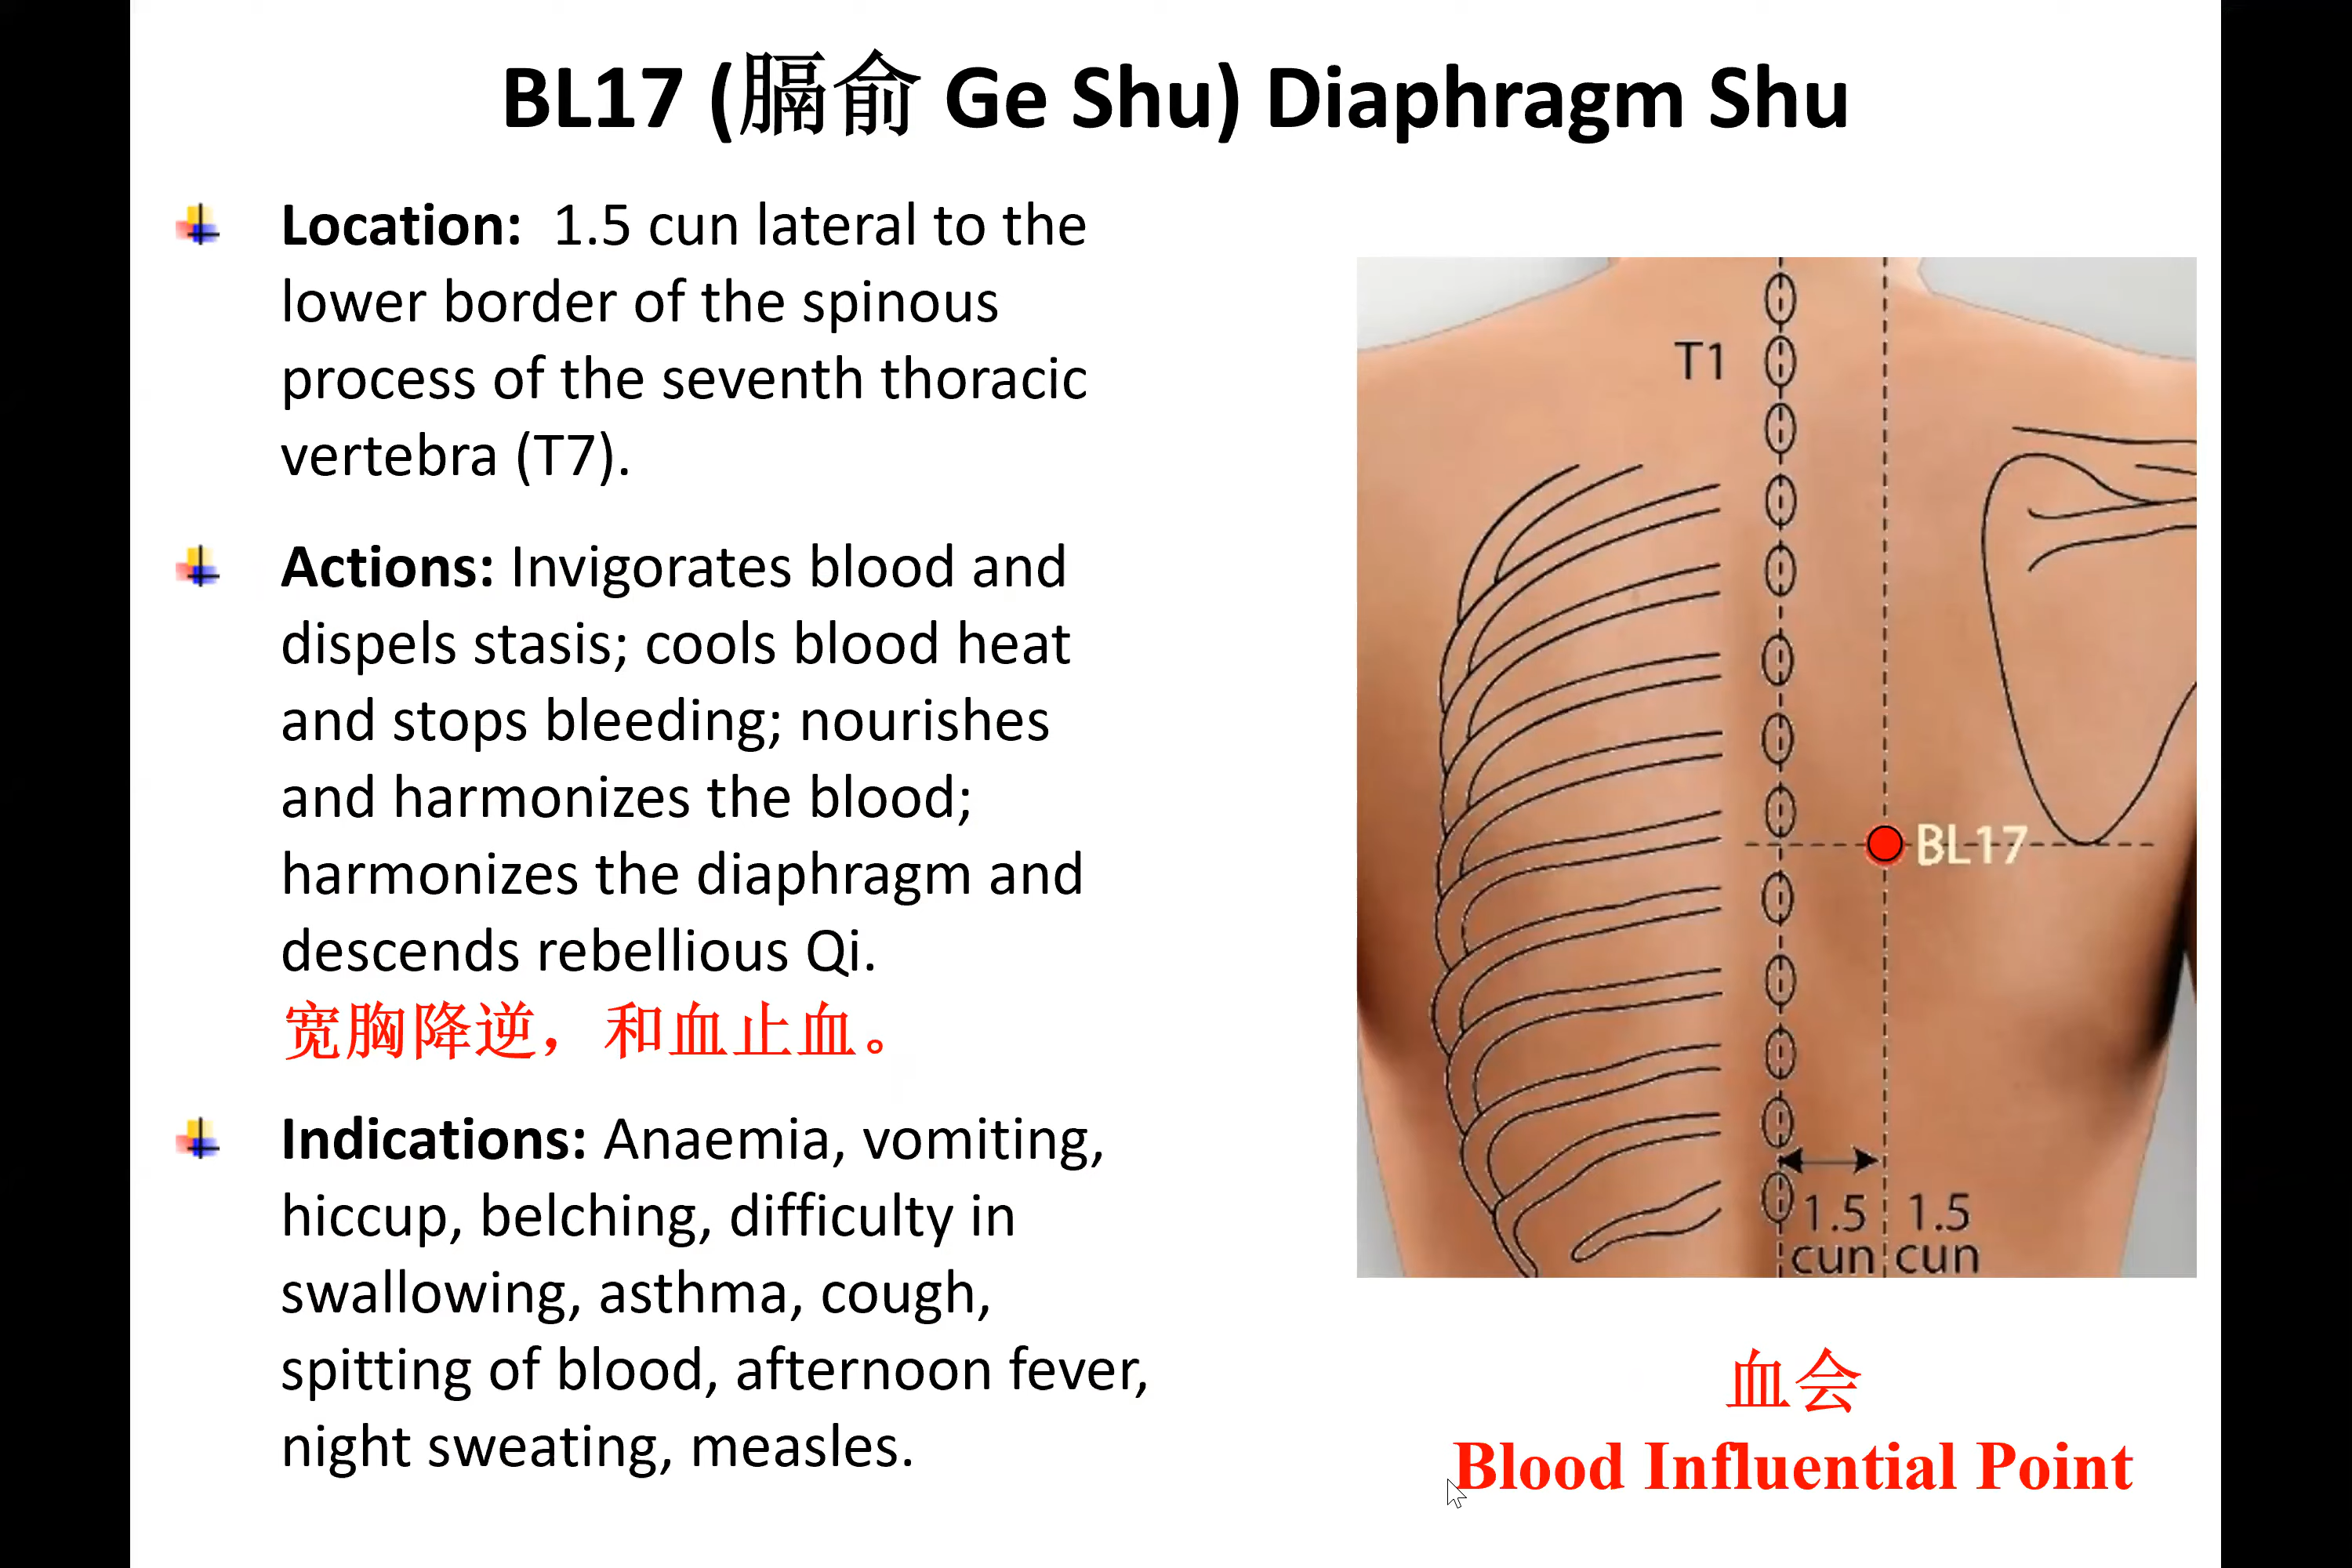 BL17 (膈俞 Ge Shu) Diaphragm Shu
Location: 1.5 cun lateral to the
lower border of the spinous
process of the seventh thoracic
vertebra (T7).
Actions: Invigorates blood and
dispels stasis; cools blood heat
and stops bleeding; nourishes
and harmonizes the blood;
harmonizes the diaphragm and
descends rebellious Qi.
宽胸降逆，和血止血。
Indications: Anaemia, vomiting,
hiccup, belching, difficulty in
swallowing, asthma, cough,
spitting of blood, afternoon fever,
night sweating, measles.
T1
BL17
1.5 1.5
cun cun
血会
Blood Influential Point